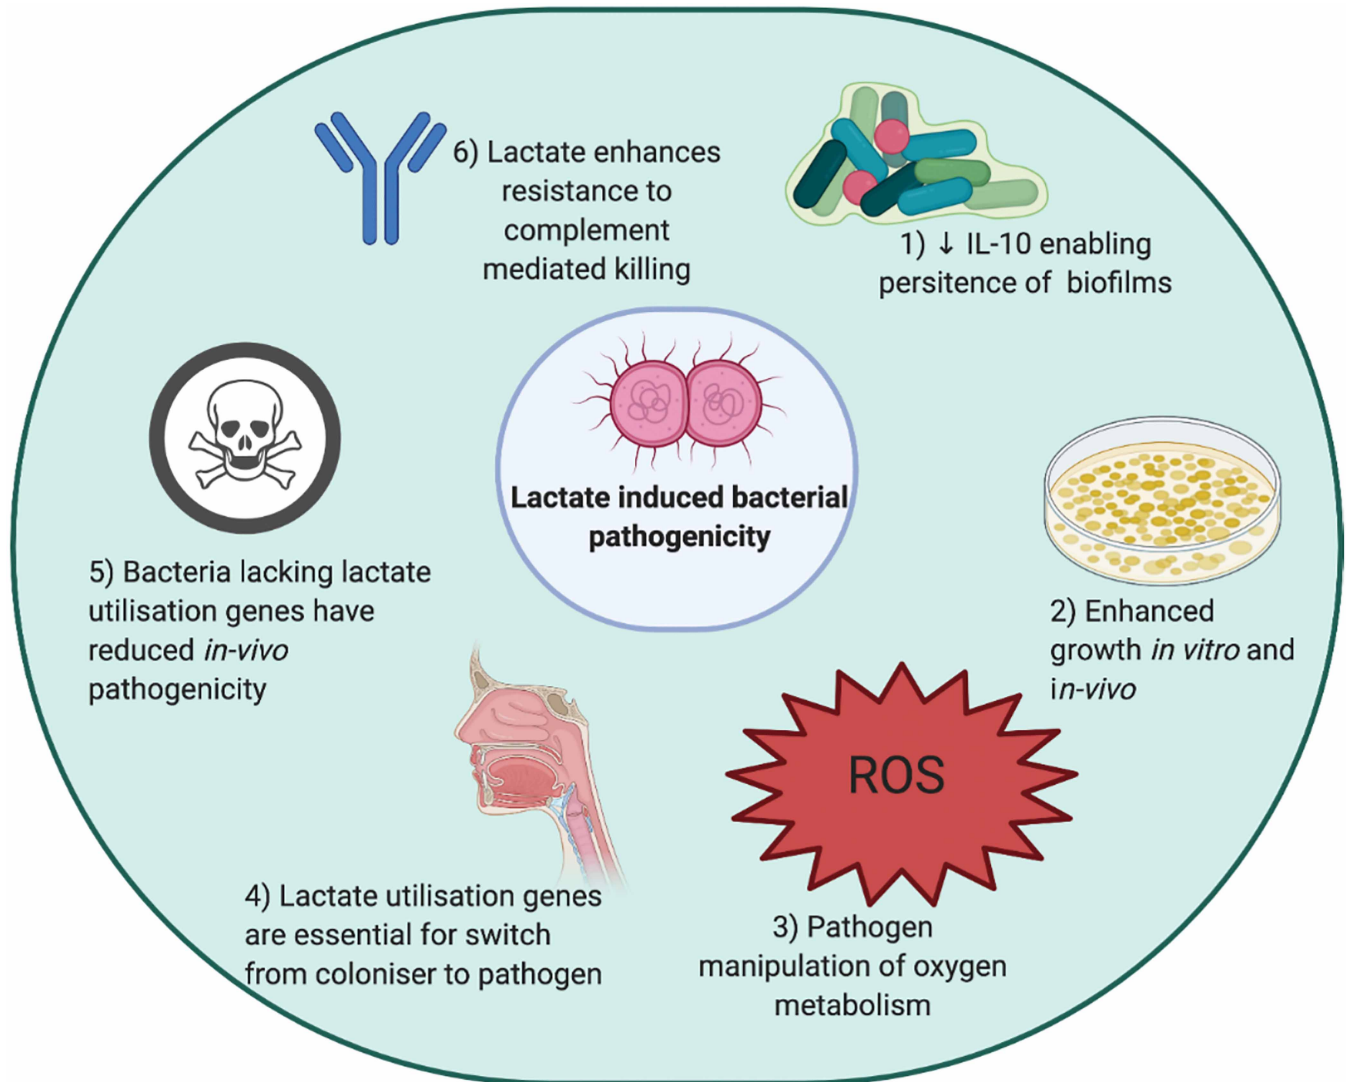 Lactate induced bacterial
pathogenicity
1) ↓ IL-10 enabling
persitence of biofilms
2) Enhanced
growth in vitro and
in-vivo
ROS
3) Pathogen
manipulation of oxygen
metabolism
4) Lactate utilisation genes
are essential for switch
from coloniser to pathogen
5) Bacteria lacking lactate
utilisation genes have
reduced in-vivo
pathogenicity
6) Lactate enhances
resistance to
complement
mediated killing